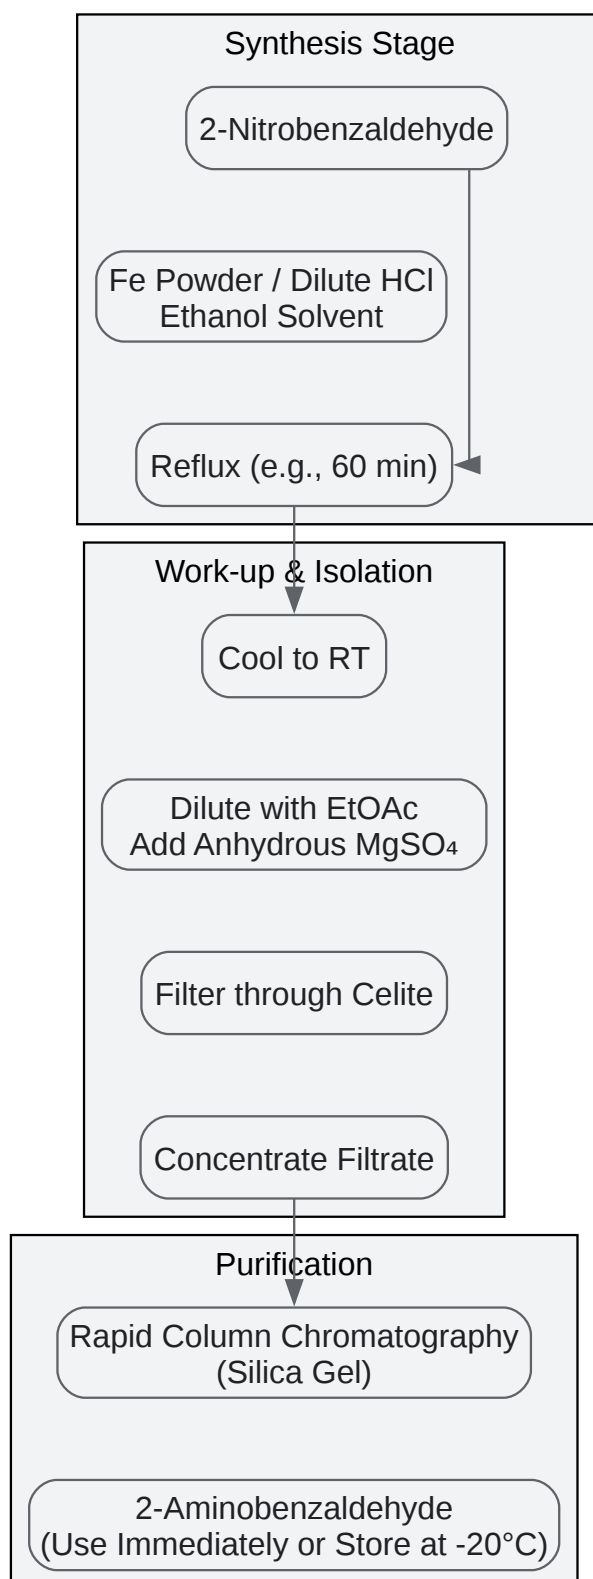 Synthesis Stage
2-Nitrobenzaldehyde
Fe Powder / Dilute HCl
Ethanol Solvent
Reflux (e.g., 60 min)
Work-up & Isolation
Cool to RT
Dilute with EtOAc
Add Anhydrous MgSO₄
Filter through Celite
Concentrate Filtrate
Purification
Rapid Column Chromatography
(Silica Gel)
2-Aminobenzaldehyde
(Use Immediately or Store at -20°C)